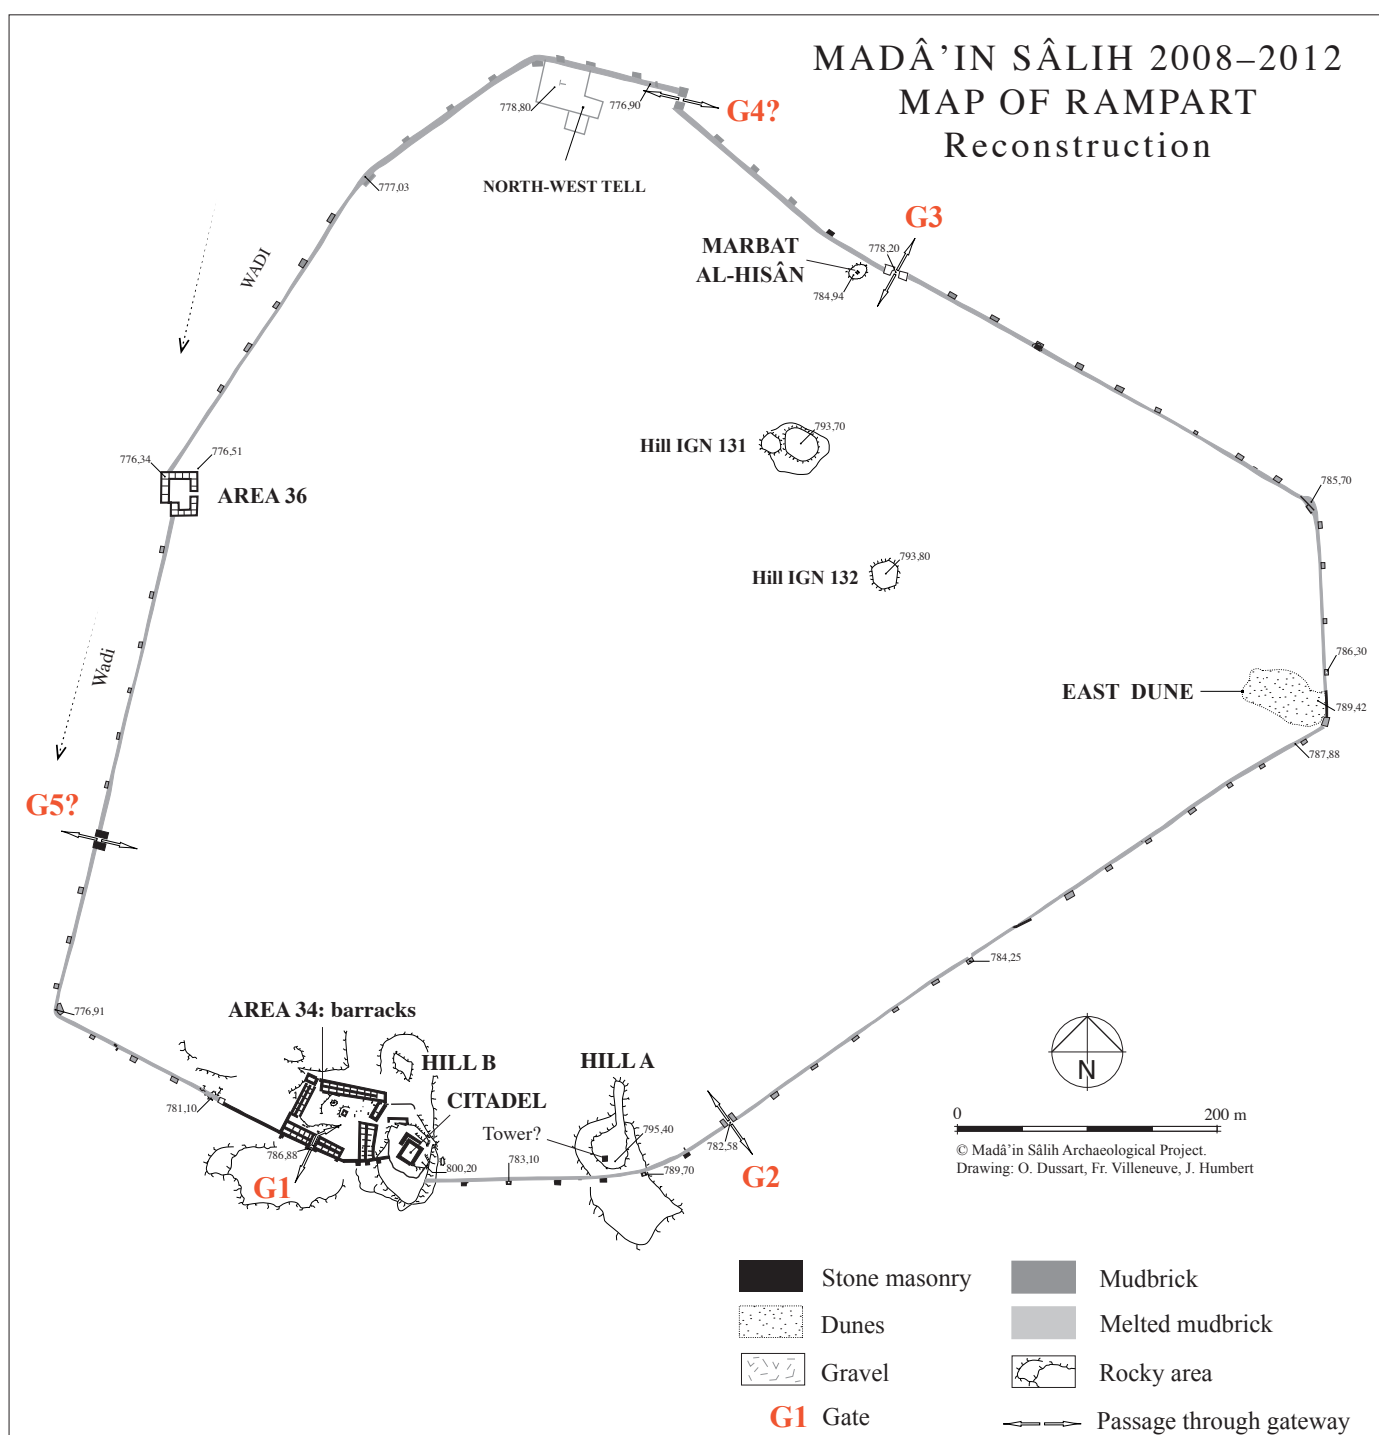 MADÂ’IN SÂLIH 2008–2012
MAP OF RAMPART
Reconstruction
778,80
776,90
G4?
NORTH-WEST TELL
777,03
WADI
G3
MARBAT
AL-HISÂN
778,20
784,94
Hill IGN 131
793,70
776,34
776,51
AREA 36
785,70
Hill IGN 132
793,80
Wadi
786,30
EAST DUNE
789,42
787,88
G5?
784,25
776,91
AREA 34: barracks
HILL B
HILL A
CITADEL
781,10
Tower?
795,40
782,58
786,88
800,20
783,10
789,70
G1
G2
N
0
200 m
© Madâ’in Sâlih Archaeological Project.
Drawing: O. Dussart, Fr. Villeneuve, J. Humbert
Stone masonry
Mudbrick
Dunes
Melted mudbrick
Gravel
Rocky area
G1 Gate
Passage through gateway